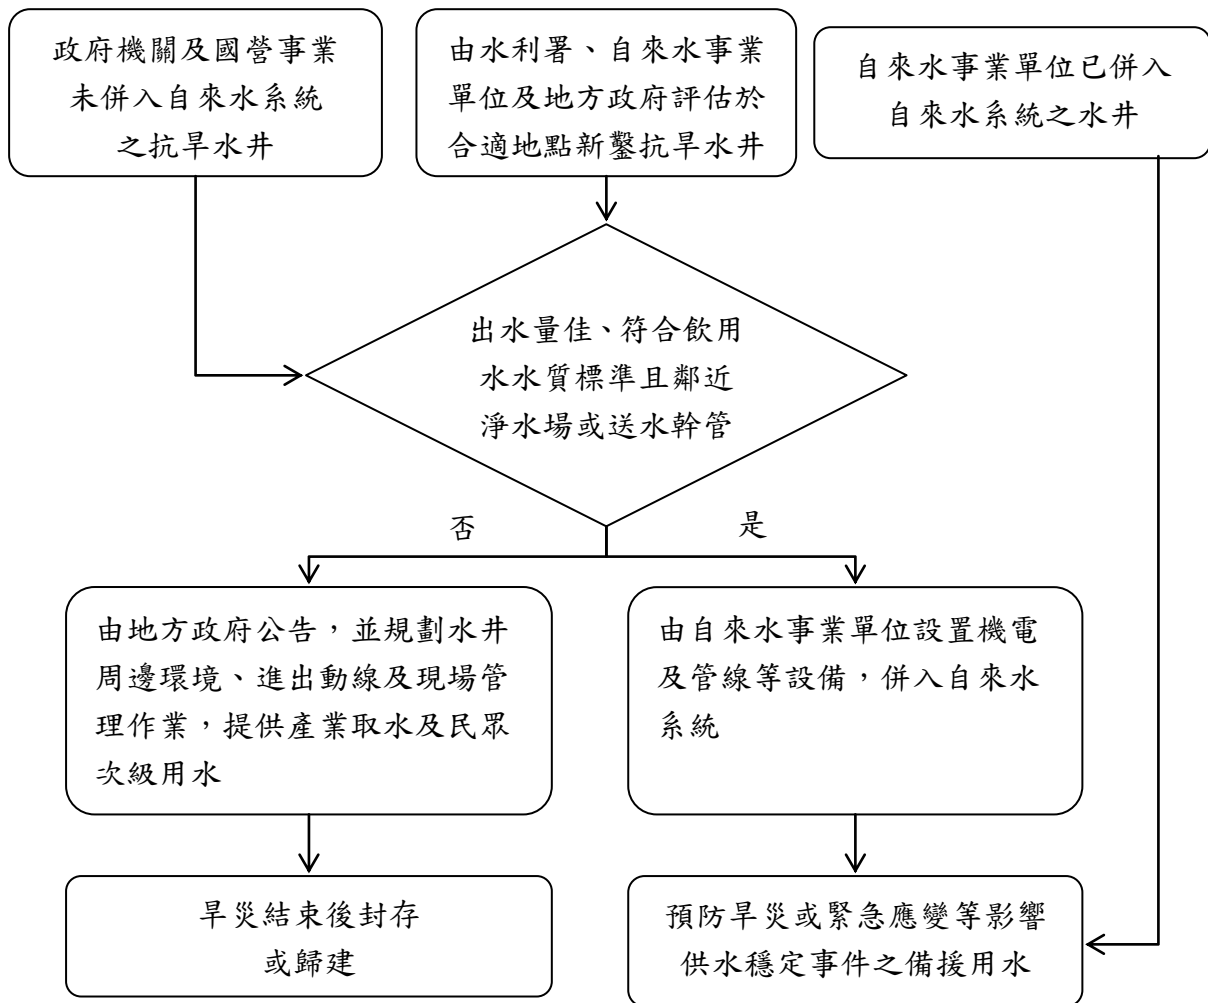 政府機關及國營事業
未併入自來水系統
之抗旱水井
由水利署、自來水事業
單位及地方政府評估於
合適地點新鑿抗旱水井
自來水事業單位已併入
自來水系統之水井
出水量佳、符合飲用
水水質標準且鄰近
淨水場或送水幹管
否
是
由地方政府公告，並規劃水井
周邊環境、進出動線及現場管
理作業，提供產業取水及民眾
次級用水
由自來水事業單位設置機電
及管線等設備，併入自來水
系統
旱災結束後封存
或歸建
預防旱災或緊急應變等影響
供水穩定事件之備援用水